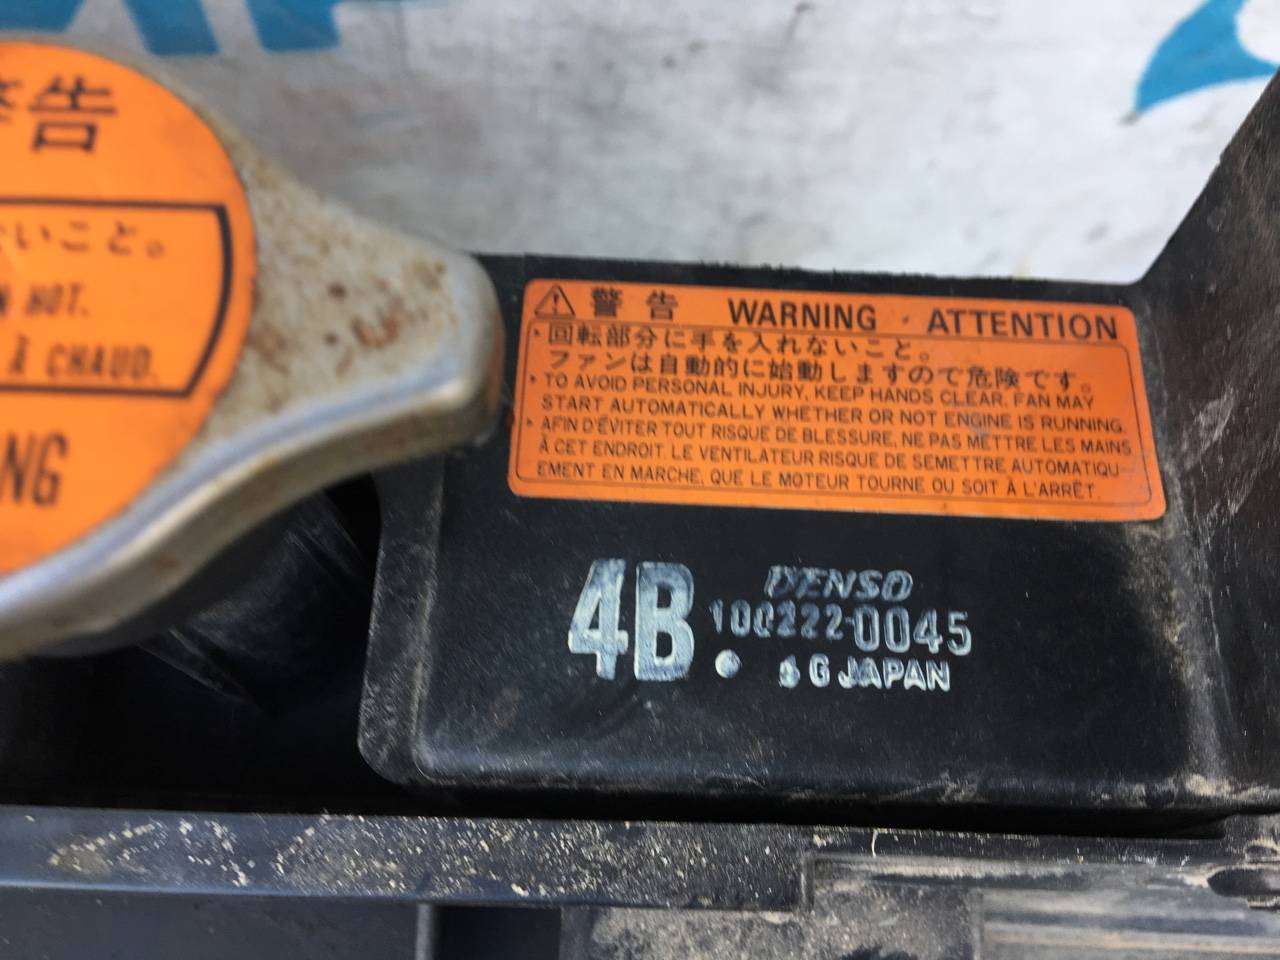 警告
ないこと。
N HOT.
À CHAUD.
NG
警告 WARNING・ATTENTION
・回転部分に手を入れないこと。
ファンは自動的に始動しますので危険です。
・TO AVOID PERSONAL INJURY, KEEP HANDS CLEAR. FAN MAY
START AUTOMATICALLY WHETHER OR NOT ENGINE IS RUNNING.
・AFIN D'ÉVITER TOUT RISQUE DE BLESSURE, NE PAS METTRE LES MAINS
À CET ENDROIT. LE VENTILATEUR RISQUE DE SEMETTRE AUTOMATIQU-
EMENT EN MARCHE, QUE LE MOTEUR TOURNE OU SOIT À L'ARRÊT.
4B.
DENSO
100222-0045
G JAPAN